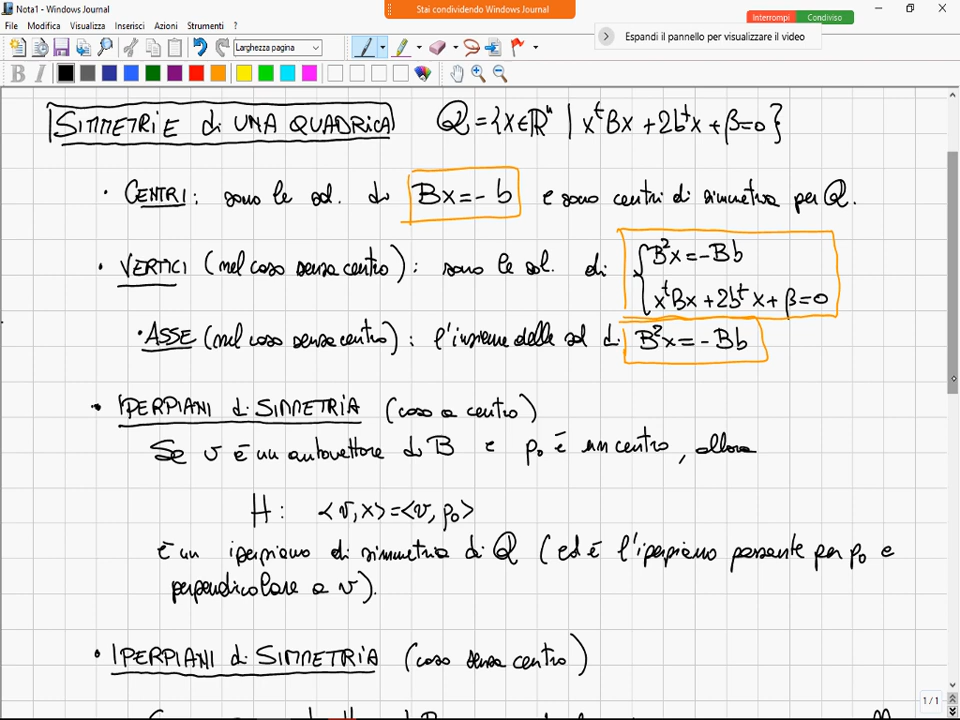 Nota1 - Windows Journal
Stai condividendo Windows Journal
Interrompi Condiviso
File Modifica Visualizza Inserisci Azioni Strumenti ?
Larghezza pagina
Espandi il pannello per visualizzare il video
B I
SIMMETRIE di UNA QUADRICA Q = {x∈ℝⁿ | xᵗBx + 2bᵗx + β = 0}
• CENTRI: sono le sol. di Bx = -b e sono centri di simmetria per Q.
• VERTICI (nel caso senza centro): sono le sol. di { B²x = -Bb
xᵗBx + 2bᵗx + β = 0
• ASSE (nel caso senza centro): l'insieme delle sol di B²x = -Bb
• IPERPIANI di SIMMETRIA (caso a centro)
Se v è un autovettore di B e p₀ è un centro, allora
H: <v,x> = <v,p₀>
è un iperpiano di simmetria di Q (ed è l'iperpiano passante per p₀ e
perpendicolare a v).
• IPERPIANI di SIMMETRIA (caso senza centro)
1 / 1